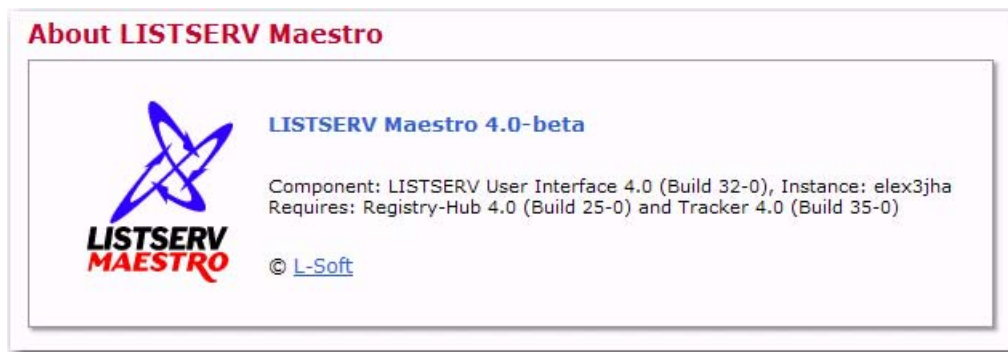 About LISTSERV Maestro
LISTSERV Maestro 4.0-beta
Component: LISTSERV User Interface 4.0 (Build 32-0), Instance: elex3jha
Requires: Registry-Hub 4.0 (Build 25-0) and Tracker 4.0 (Build 35-0)
LISTSERV
MAESTRO
© L-Soft